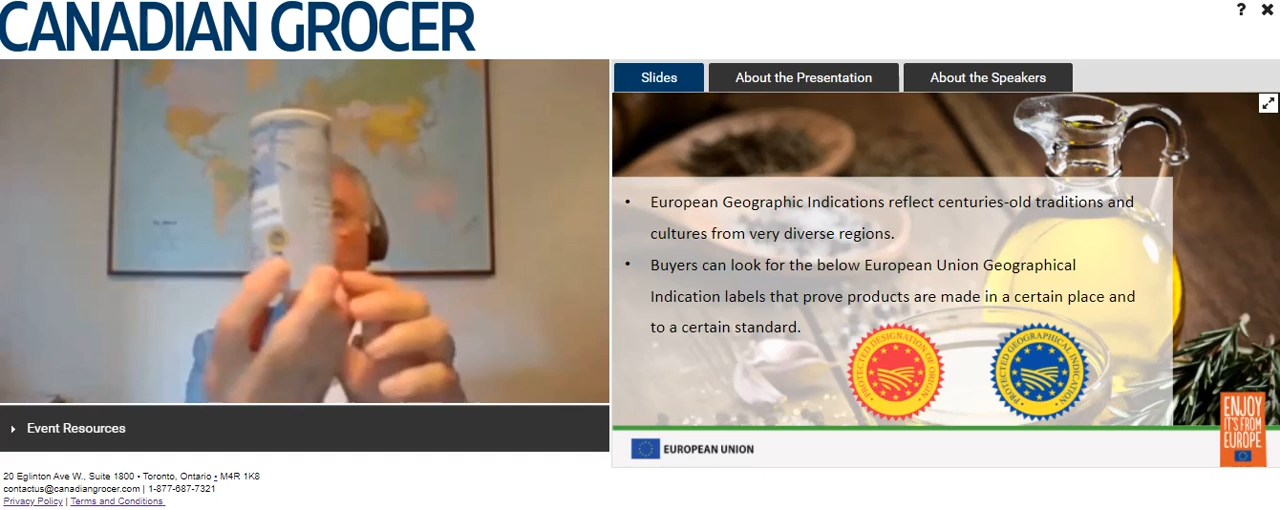 CANADIAN GROCER
? ✖
Slides
About the Presentation
About the Speakers
• European Geographic Indications reflect centuries-old traditions and
cultures from very diverse regions.
• Buyers can look for the below European Union Geographical
Indication labels that prove products are made in a certain place and
to a certain standard.
PROTECTED DESIGNATION OF ORIGIN
PROTECTED GEOGRAPHICAL INDICATION
EUROPEAN UNION
ENJOY
IT'S FROM
EUROPE
Event Resources
20 Eglinton Ave W., Suite 1800 • Toronto, Ontario • M4R 1K8
contactus@canadiangrocer.com | 1-877-687-7321
Privacy Policy | Terms and Conditions